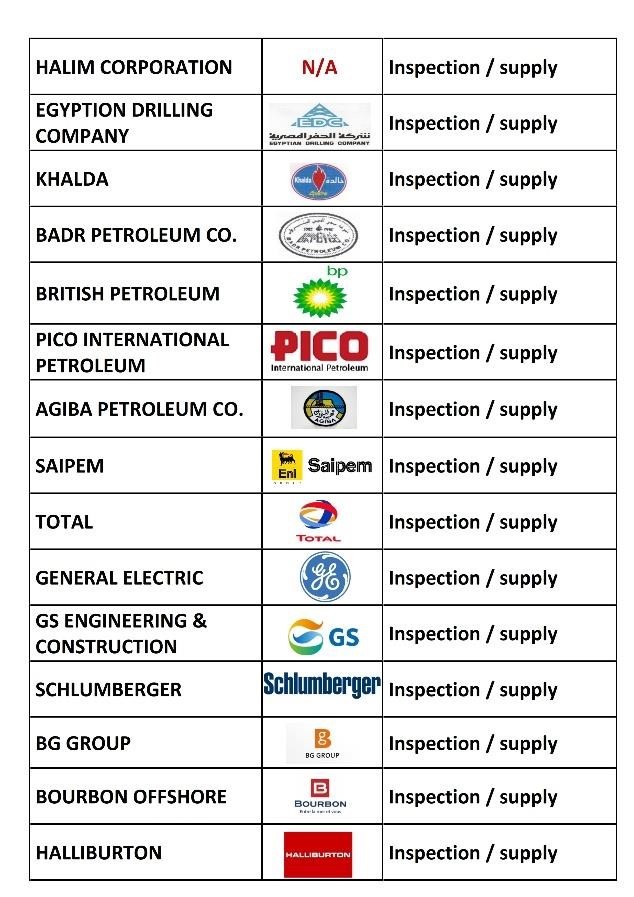 HALIM CORPORATION N/A Inspection / supply
EGYPTION DRILLING
COMPANY
EDC
شركة الحفر المصرية
EGYPTIAN DRILLING COMPANY
Inspection / supply
KHALDA
Khalda خالدة
Inspection / supply
BADR PETROLEUM CO.
BADR PETROLEUM CO.
Inspection / supply
BRITISH PETROLEUM
bp
Inspection / supply
PICO INTERNATIONAL
PETROLEUM
PICO
International Petroleum
Inspection / supply
AGIBA PETROLEUM CO.
AGIBA
Inspection / supply
SAIPEM
Eni Saipem
Inspection / supply
TOTAL
TOTAL
Inspection / supply
GENERAL ELECTRIC
GE
Inspection / supply
GS ENGINEERING &
CONSTRUCTION
GS
Inspection / supply
SCHLUMBERGER
Schlumberger
Inspection / supply
BG GROUP
g
BG GROUP
Inspection / supply
BOURBON OFFSHORE
B
BOURBON
Inspection / supply
HALLIBURTON
HALLIBURTON
Inspection / supply